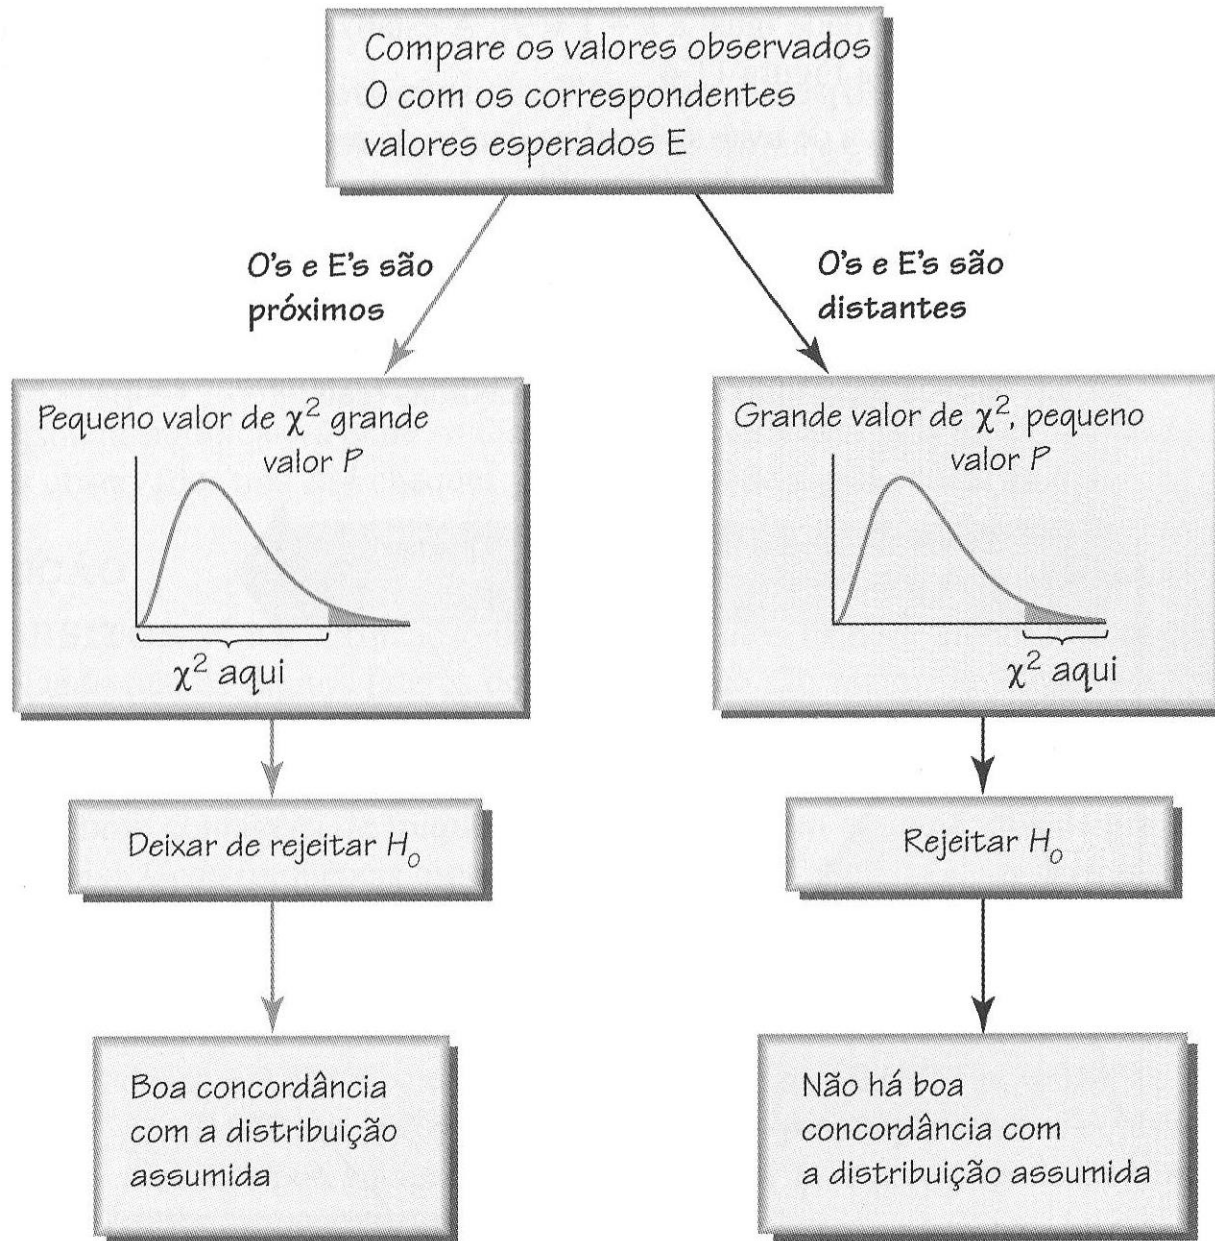 Compare os valores observados
O com os correspondentes
valores esperados E
O's e E's são
próximos
O's e E's são
distantes
Pequeno valor de χ² grande
valor P
χ² aqui
Grande valor de χ², pequeno
valor P
χ² aqui
Deixar de rejeitar H₀
Rejeitar H₀
Boa concordância
com a distribuição
assumida
Não há boa
concordância com
a distribuição assumida